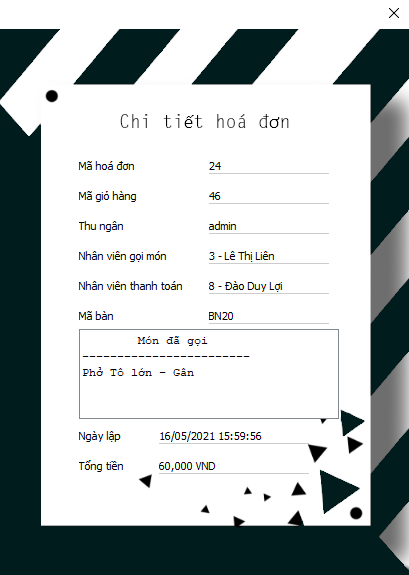 Chi tiết hoá đơn
Mã hoá đơn 24
Mã giỏ hàng 46
Thu ngân admin
Nhân viên gọi món 3 - Lê Thị Liên
Nhân viên thanh toán 8 - Đào Duy Lợi
Mã bàn BN20
Món đã gọi
------------------------
Phở Tô lớn - Gân
Ngày lập 16/05/2021 15:59:56
Tổng tiền 60,000 VND